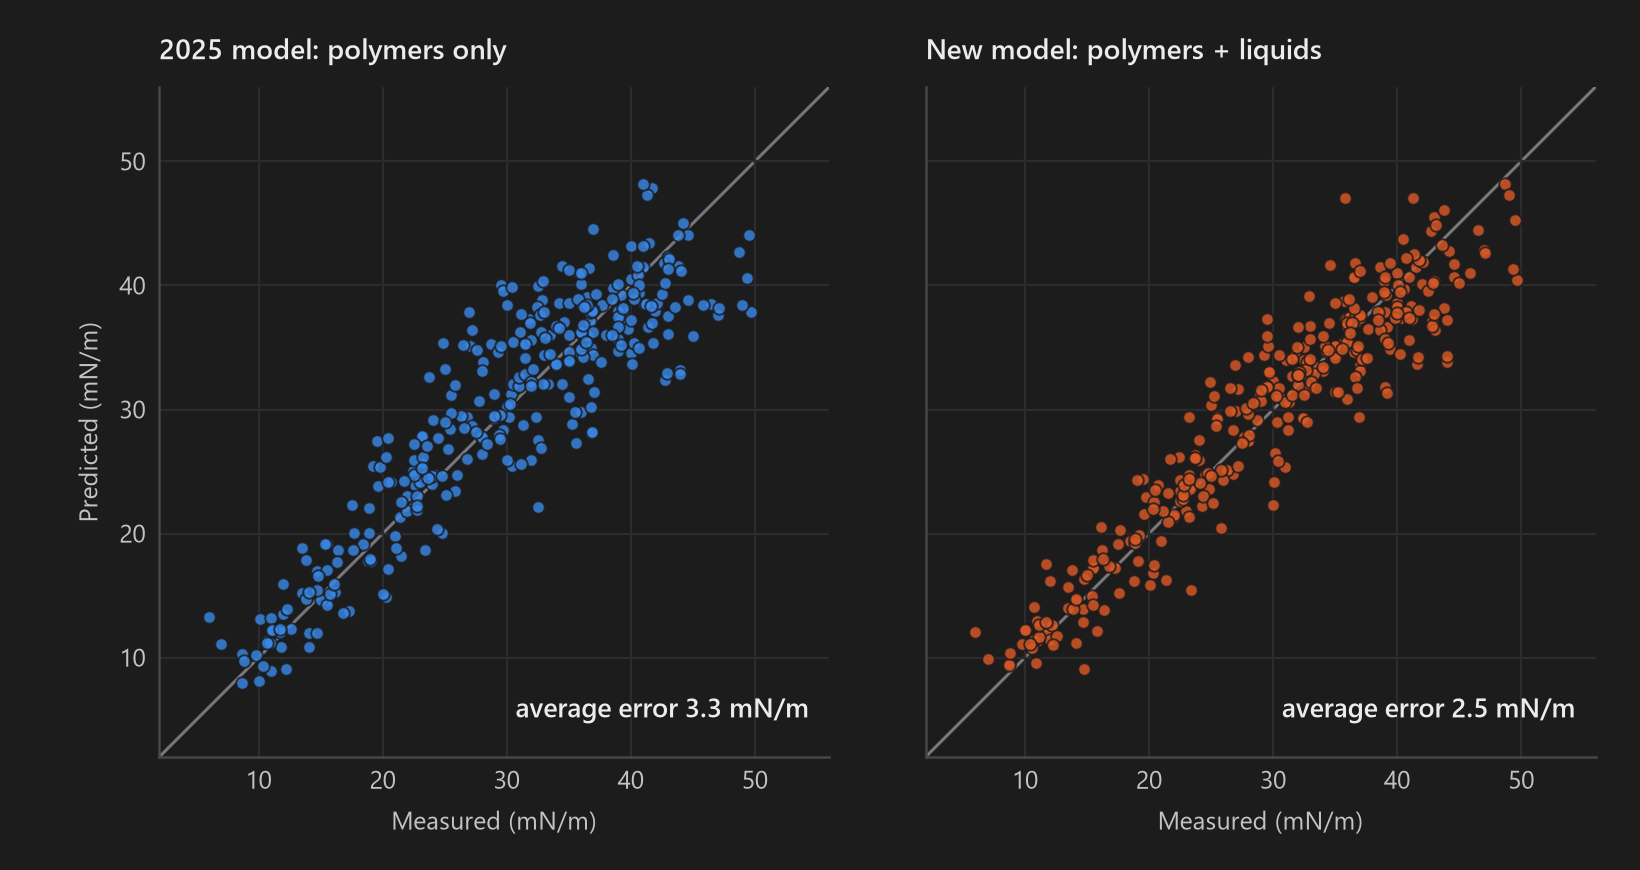 2025 model: polymers only
50
40
30
20
10
Predicted (mN/m)
average error 3.3 mN/m
10 20 30 40 50
Measured (mN/m)
New model: polymers + liquids
average error 2.5 mN/m
10 20 30 40 50
Measured (mN/m)